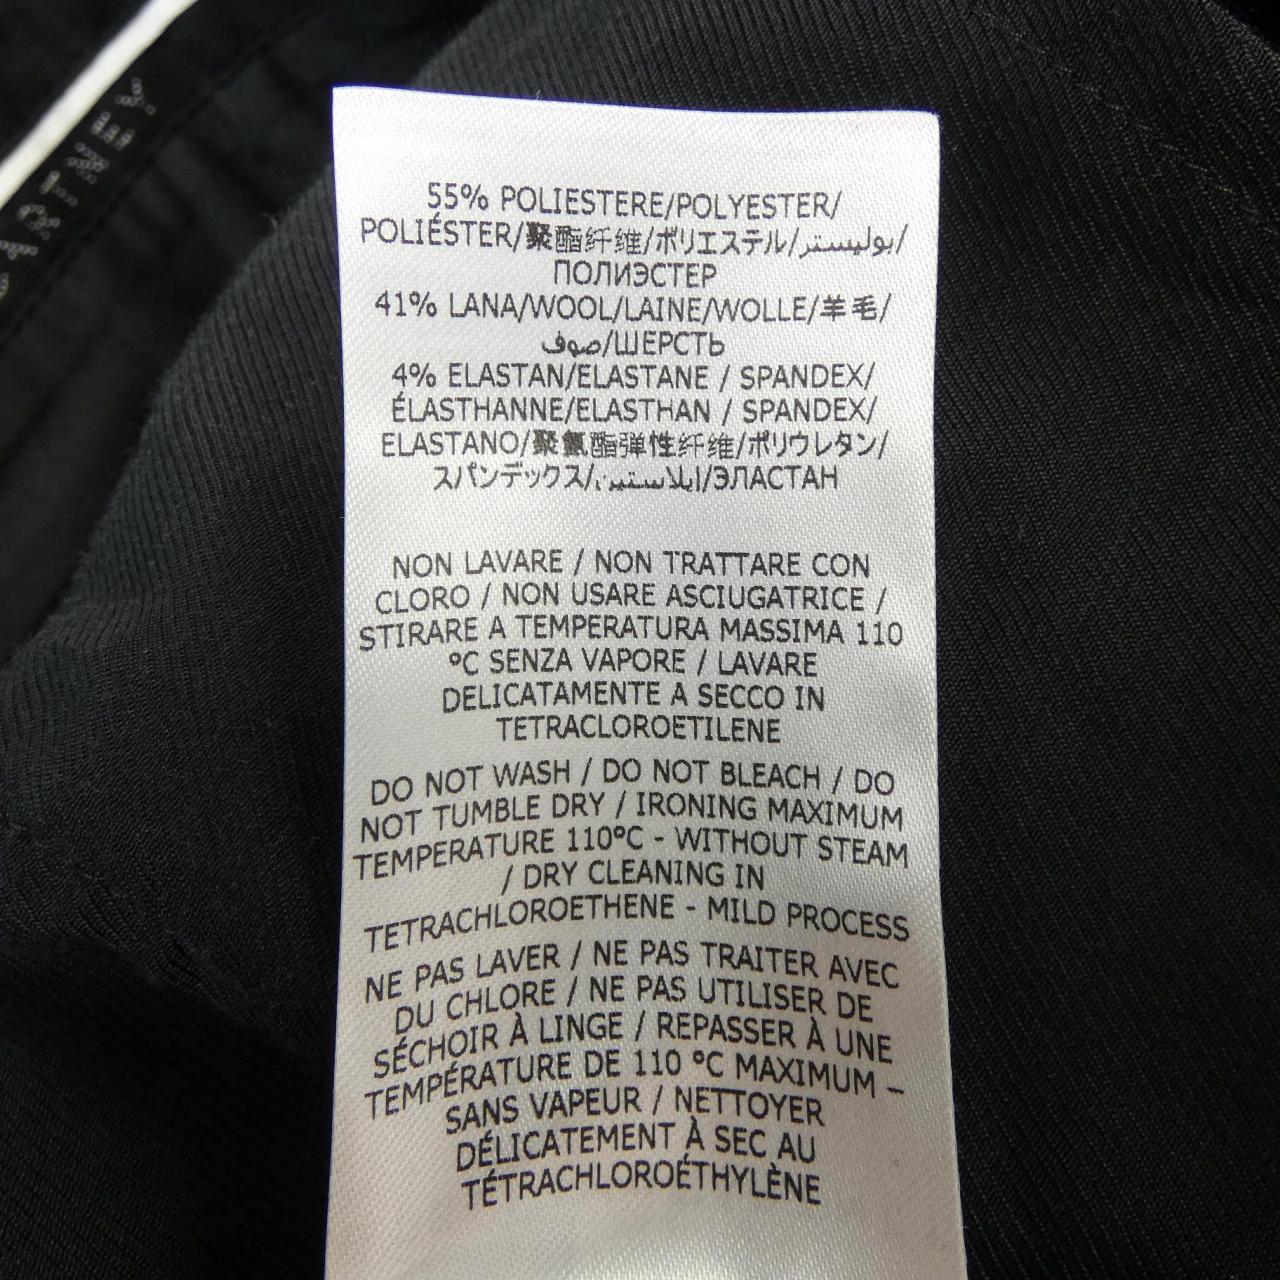 55% POLIESTERE/POLYESTER/
POLIÉSTER/聚酯纤维/ポリエステル/بوليستر/
ПОЛИЭСТЕР
41% LANA/WOOL/LAINE/WOLLE/羊毛/
صوف/ШЕРСТЬ
4% ELASTAN/ELASTANE / SPANDEX/
ÉLASTHANNE/ELASTHAN / SPANDEX/
ELASTANO/聚氨酯弹性纤维/ポリウレタン/
スパンデックス/إيلاستين/ЭЛАСТАН
NON LAVARE / NON TRATTARE CON
CLORO / NON USARE ASCIUGATRICE /
STIRARE A TEMPERATURA MASSIMA 110
°C SENZA VAPORE / LAVARE
DELICATAMENTE A SECCO IN
TETRACLOROETILENE
DO NOT WASH / DO NOT BLEACH / DO
NOT TUMBLE DRY / IRONING MAXIMUM
TEMPERATURE 110°C - WITHOUT STEAM
/ DRY CLEANING IN
TETRACHLOROETHENE - MILD PROCESS
NE PAS LAVER / NE PAS TRAITER AVEC
DU CHLORE / NE PAS UTILISER DE
SÉCHOIR À LINGE / REPASSER À UNE
TEMPÉRATURE DE 110 °C MAXIMUM –
SANS VAPEUR / NETTOYER
DÉLICATEMENT À SEC AU
TÉTRACHLOROÉTHYLÈNE